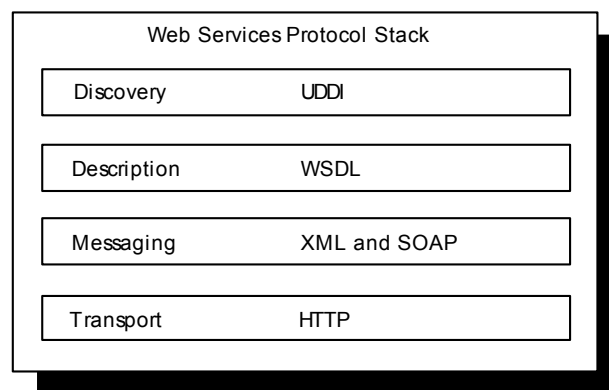 Web Services Protocol Stack
Discovery UDDI
Description WSDL
Messaging XML and SOAP
Transport HTTP